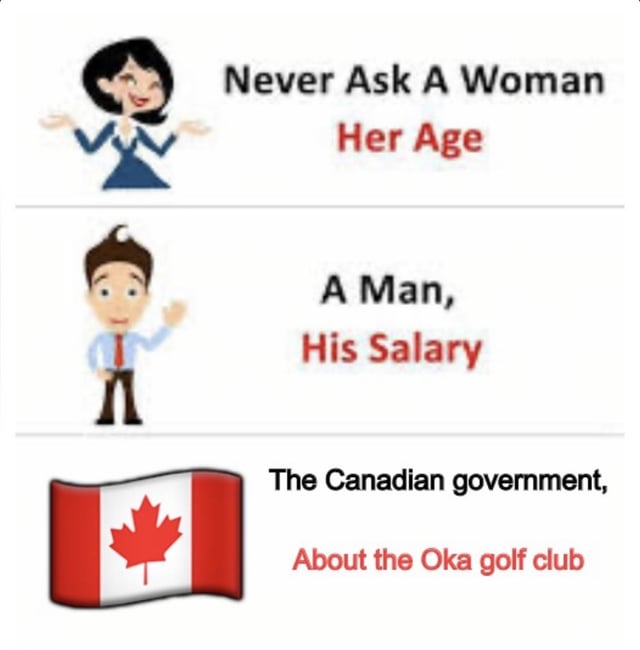 Never Ask A Woman
Her Age
A Man,
His Salary
The Canadian government,
About the Oka golf club